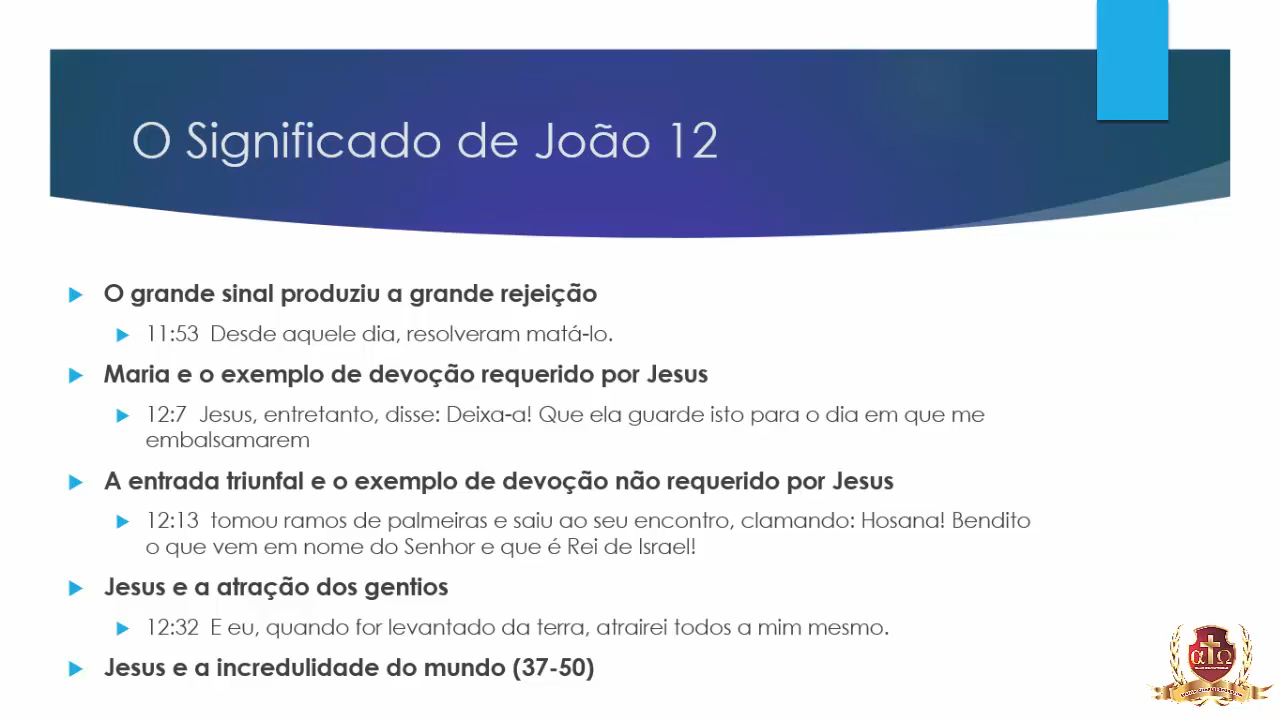 O Significado de João 12
O grande sinal produziu a grande rejeição
11:53 Desde aquele dia, resolveram matá-lo.
Maria e o exemplo de devoção requerido por Jesus
12:7 Jesus, entretanto, disse: Deixa-a! Que ela guarde isto para o dia em que me
embalsamarem
A entrada triunfal e o exemplo de devoção não requerido por Jesus
12:13 tomou ramos de palmeiras e saiu ao seu encontro, clamando: Hosana! Bendito
o que vem em nome do Senhor e que é Rei de Israel!
Jesus e a atração dos gentios
12:32 E eu, quando for levantado da terra, atrairei todos a mim mesmo.
Jesus e a incredulidade do mundo (37-50)
α Ω